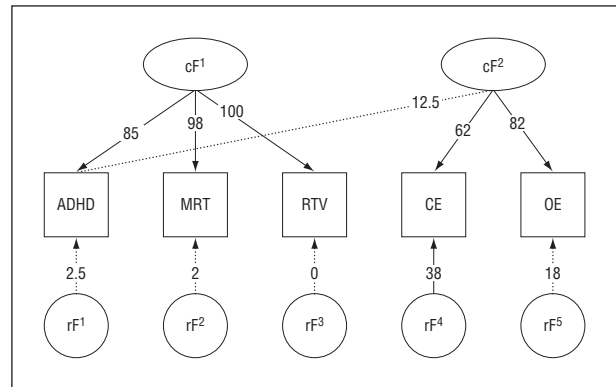 cF¹ cF²
12.5
85 98 100 62 82
ADHD MRT RTV CE OE
2.5 2 0 38 18
rF¹ rF² rF³ rF⁴ rF⁵